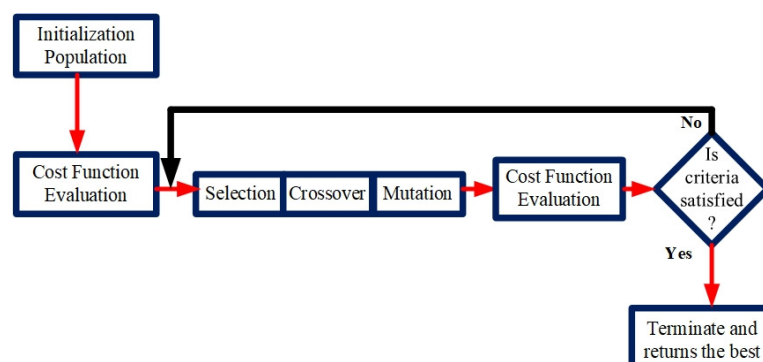 Initialization
Population
No
Cost Function
Evaluation
Selection
Crossover
Mutation
Cost Function
Evaluation
Is
criteria
satisfied
?
Yes
Terminate and
returns the best